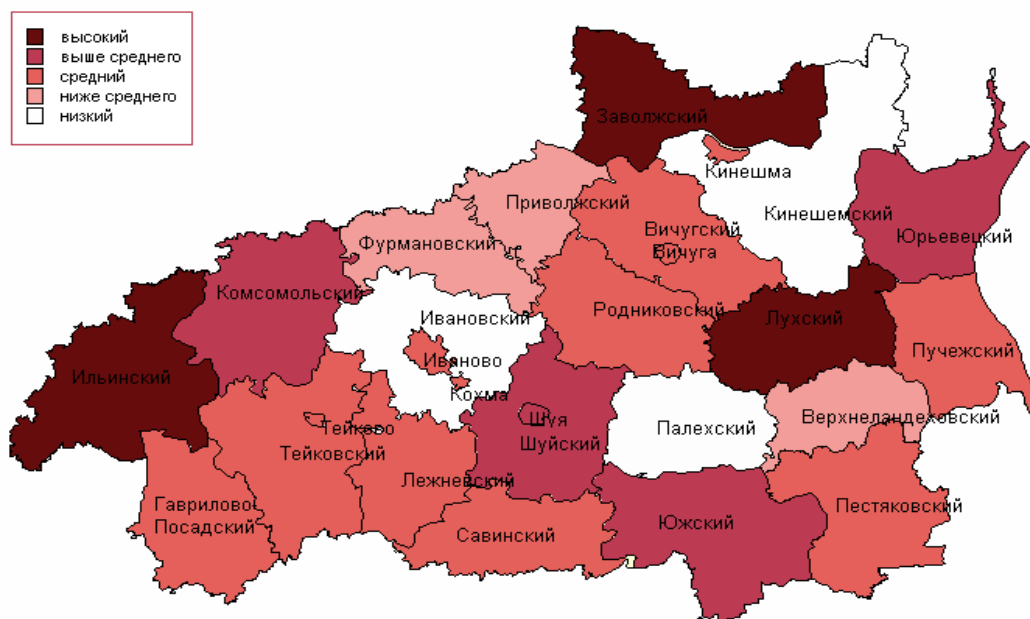 высокий
выше среднего
средний
ниже среднего
низкий
Заволжский
Кинешма
Приволжский
Кинешемский
Вичугский
Вичуга
Юрьевецкий
Фурмановский
Комсомольский
Ивановский
Родниковский
Лухский
Пучежский
Иваново
Ильинский
Кохма
Верхнеландеховский
Шуя
Шуйский
Палехский
Тейково
Тейковский
Лежневский
Гаврилово
Посадский
Пестяковский
Южский
Савинский